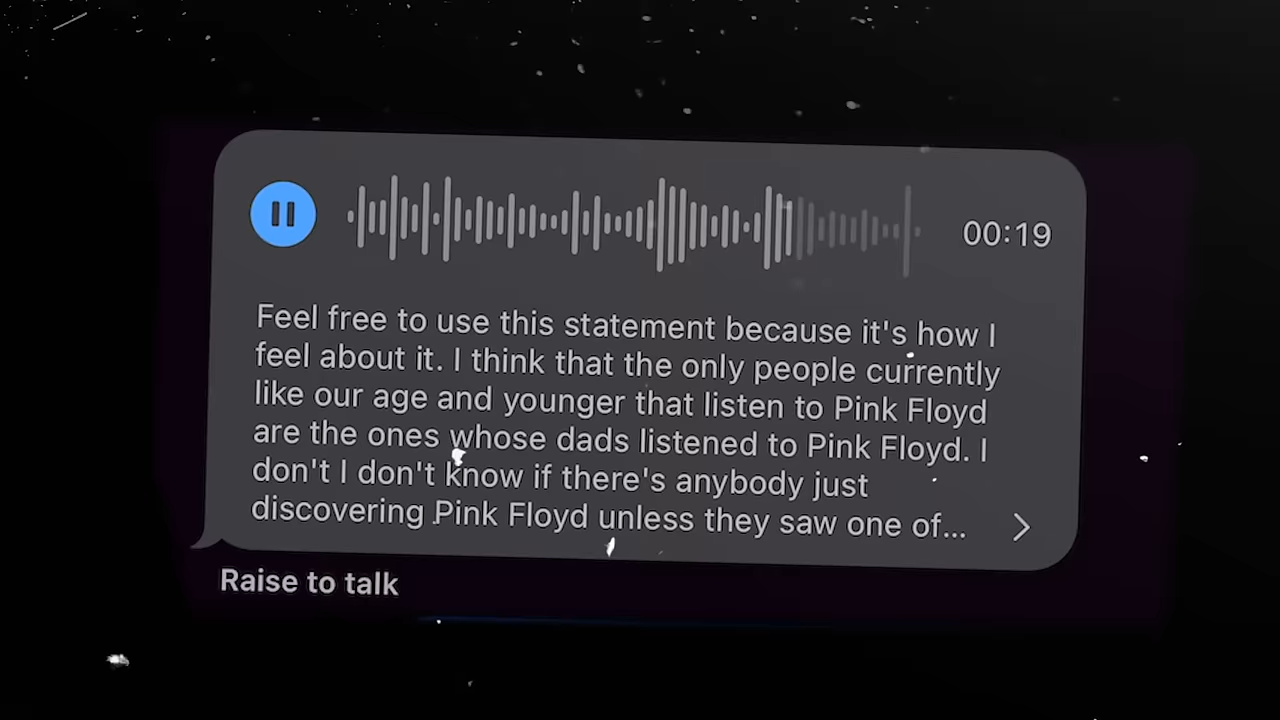 00:19
Feel free to use this statement because it's how I
feel about it. I think that the only people currently
like our age and younger that listen to Pink Floyd
are the ones whose dads listened to Pink Floyd. I
don't I don't know if there's anybody just
discovering Pink Floyd unless they saw one of...
Raise to talk